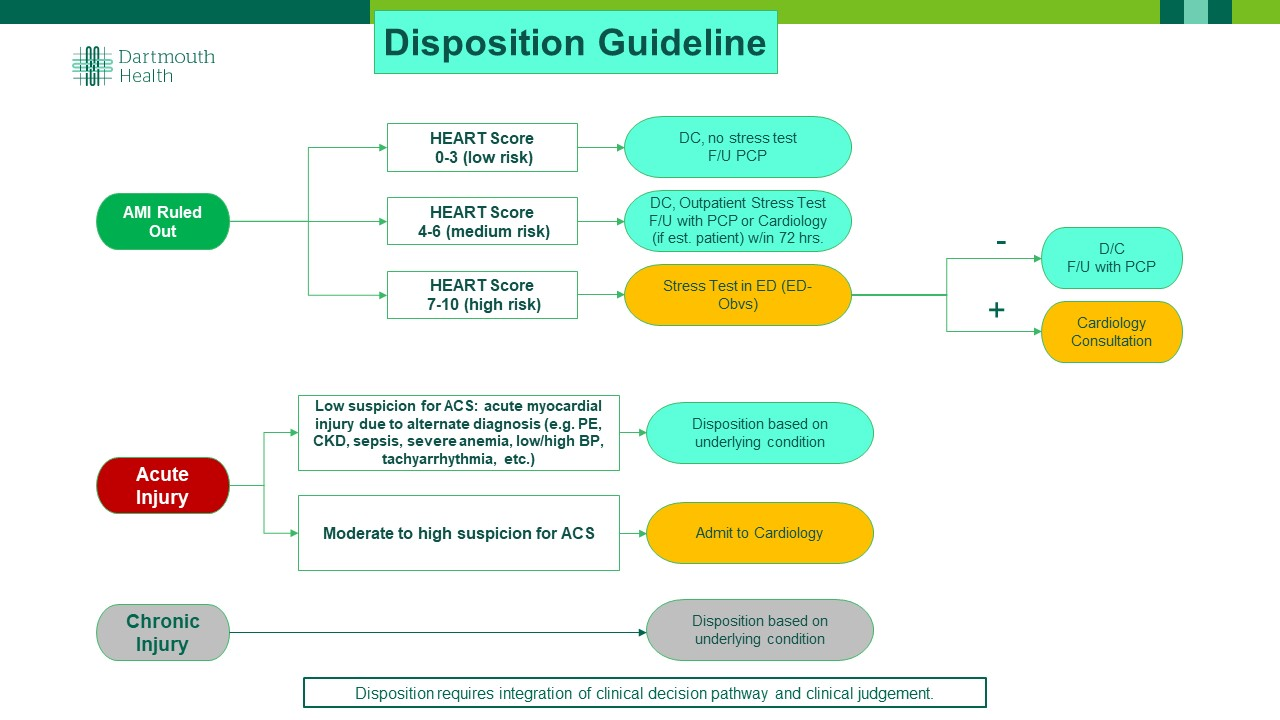 Disposition Guideline
Dartmouth
Health
HEART Score
0-3 (low risk)
DC, no stress test
F/U PCP
AMI Ruled
Out
HEART Score
4-6 (medium risk)
DC, Outpatient Stress Test
F/U with PCP or Cardiology
(if est. patient) w/in 72 hrs.
HEART Score
7-10 (high risk)
Stress Test in ED (ED-
Obvs)
-
D/C
F/U with PCP
+
Cardiology
Consultation
Acute
Injury
Low suspicion for ACS: acute myocardial
injury due to alternate diagnosis (e.g. PE,
CKD, sepsis, severe anemia, low/high BP,
tachyarrhythmia, etc.)
Disposition based on
underlying condition
Moderate to high suspicion for ACS
Admit to Cardiology
Chronic
Injury
Disposition based on
underlying condition
Disposition requires integration of clinical decision pathway and clinical judgement.